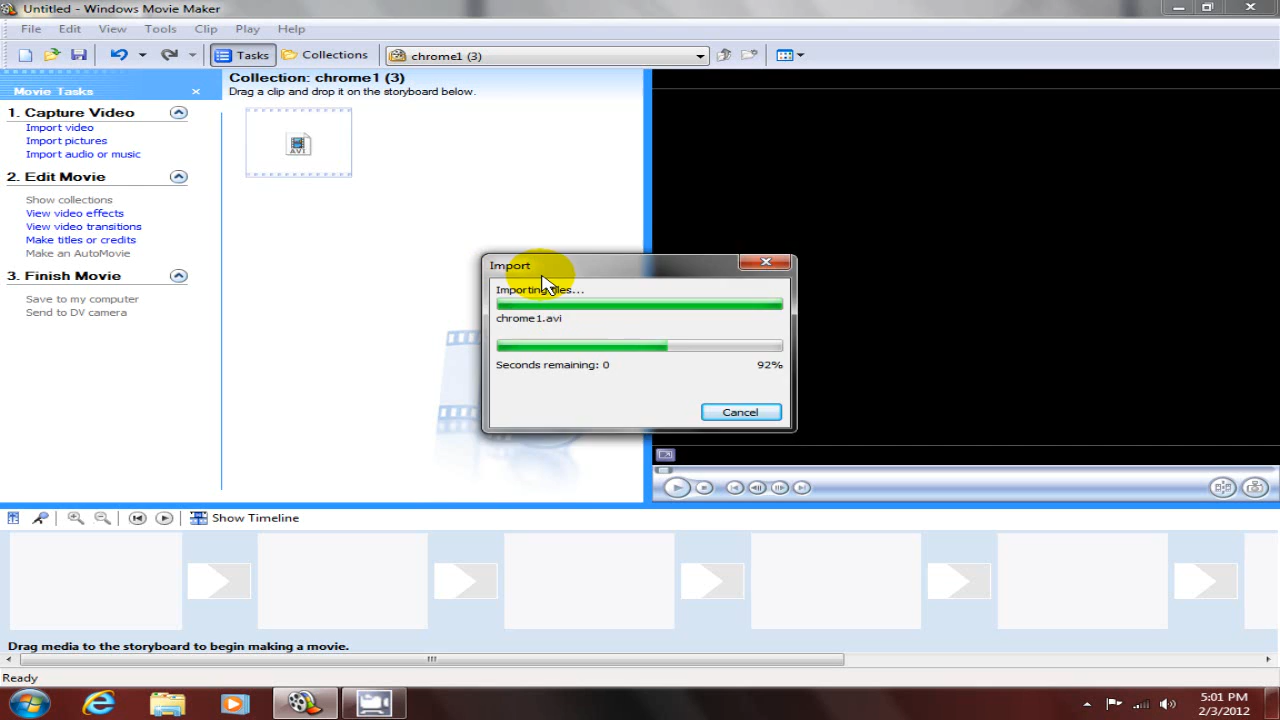 Untitled - Windows Movie Maker
File Edit View Tools Clip Play Help
Tasks Collections chrome1 (3)
Movie Tasks
1. Capture Video
Import video
Import pictures
Import audio or music
2. Edit Movie
Show collections
View video effects
View video transitions
Make titles or credits
Make an AutoMovie
3. Finish Movie
Save to my computer
Send to DV camera
Collection: chrome1 (3)
Drag a clip and drop it on the storyboard below.
AVI
Import
Importing files...
chrome1.avi
Seconds remaining: 0 92%
Cancel
Show Timeline
Drag media to the storyboard to begin making a movie.
Ready
5:01 PM
2/3/2012